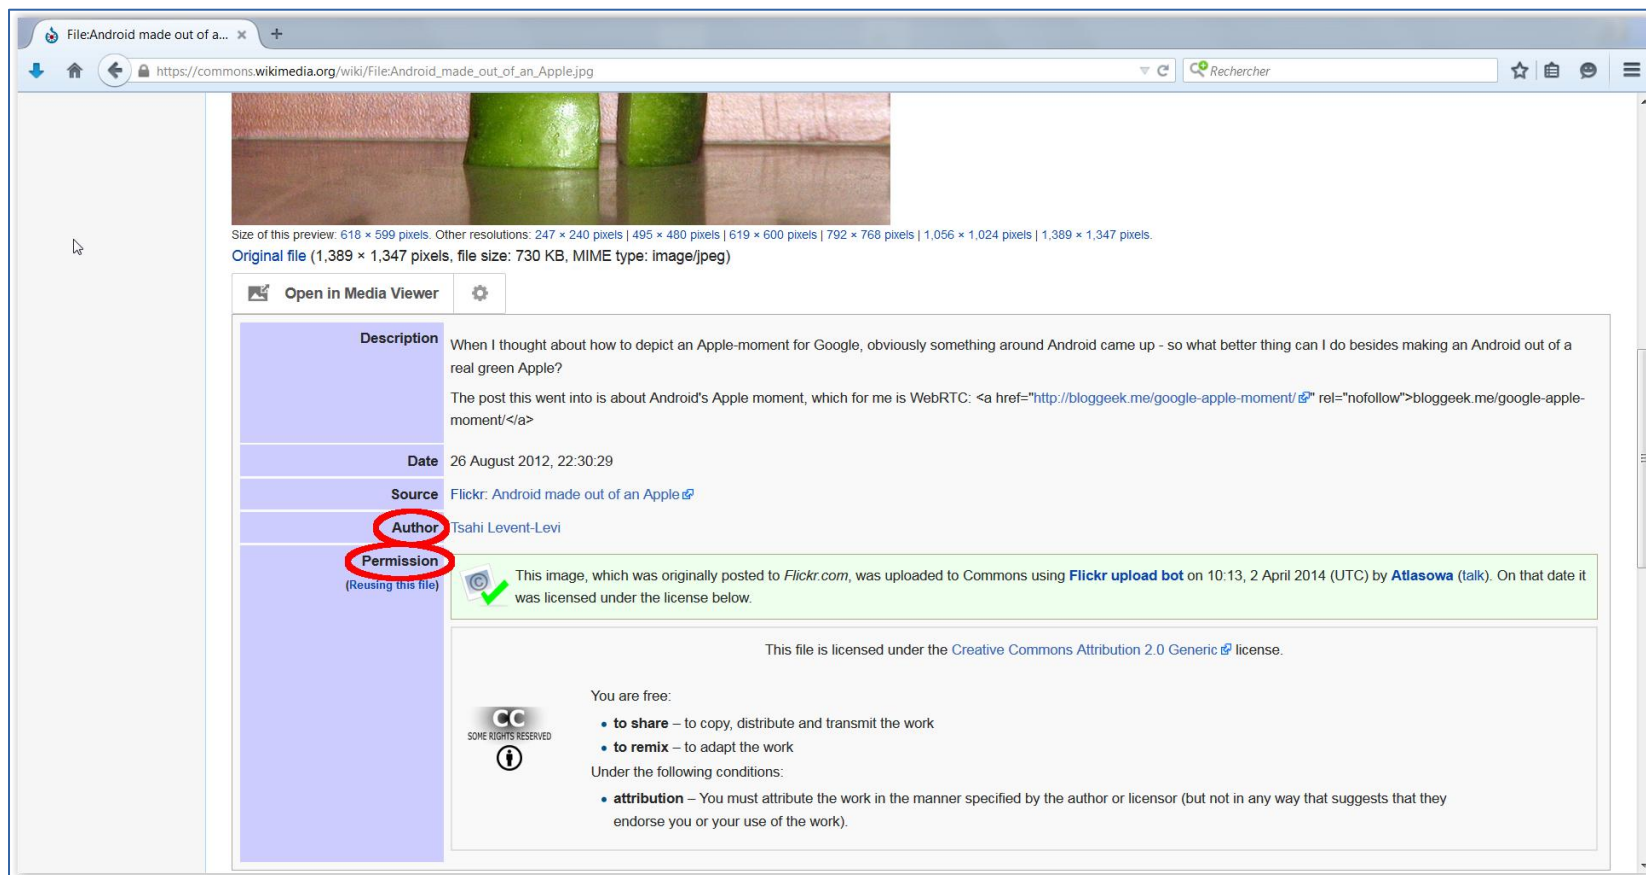 File:Android made out of a...
https://commons.wikimedia.org/wiki/File:Android_made_out_of_an_Apple.jpg
Rechercher
Size of this preview: 618 × 599 pixels. Other resolutions: 247 × 240 pixels | 495 × 480 pixels | 619 × 600 pixels | 792 × 768 pixels | 1,056 × 1,024 pixels | 1,389 × 1,347 pixels.
Original file (1,389 × 1,347 pixels, file size: 730 KB, MIME type: image/jpeg)
Open in Media Viewer
Description
When I thought about how to depict an Apple-moment for Google, obviously something around Android came up - so what better thing can I do besides making an Android out of a
real green Apple?
The post this went into is about Android's Apple moment, which for me is WebRTC: <a href="http://bloggeek.me/google-apple-moment/" rel="nofollow">bloggeek.me/google-apple-
moment/</a>
Date
26 August 2012, 22:30:29
Source
Flickr: Android made out of an Apple
Author
Tsahi Levent-Levi
Permission
(Reusing this file)
This image, which was originally posted to Flickr.com, was uploaded to Commons using Flickr upload bot on 10:13, 2 April 2014 (UTC) by Atlasowa (talk). On that date it
was licensed under the license below.
This file is licensed under the Creative Commons Attribution 2.0 Generic license.
CC
SOME RIGHTS RESERVED
You are free:
• to share – to copy, distribute and transmit the work
• to remix – to adapt the work
Under the following conditions:
• attribution – You must attribute the work in the manner specified by the author or licensor (but not in any way that suggests that they
endorse you or your use of the work).